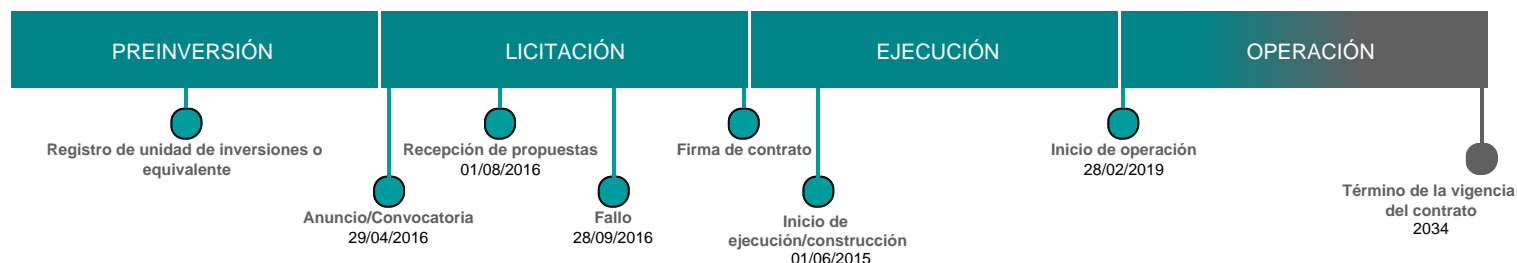 PREINVERSIÓN
LICITACIÓN
EJECUCIÓN
OPERACIÓN
Registro de unidad de inversiones o
equivalente
Anuncio/Convocatoria
29/04/2016
Recepción de propuestas
01/08/2016
Fallo
28/09/2016
Firma de contrato
Inicio de
ejecución/construcción
01/06/2015
Inicio de operación
28/02/2019
Término de la vigencia
del contrato
2034